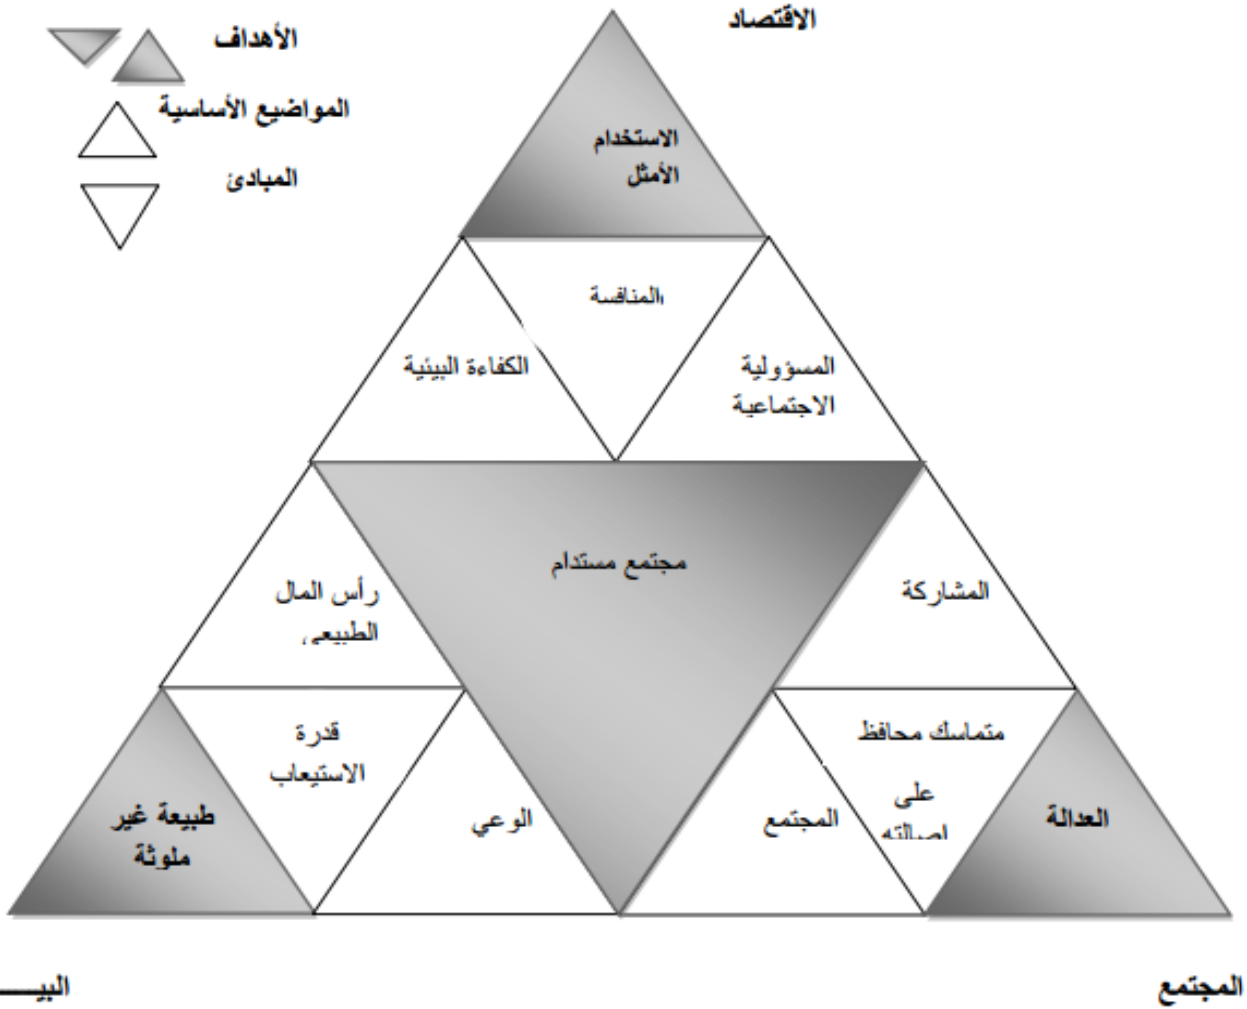 الاقتصاد
الأهداف
المواضيع الأساسية
المبادئ
الاستخدام
الأمثل
المنافسة
الكفاءة البيئية
المسؤولية
الاجتماعية
مجتمع مستدام
رأس المال
الطبيعي
المشاركة
قدرة
الاستيعاب
متماسك محافظ
على
اصالته
طبيعة غير
ملوثة
الوعي
المجتمع
العدالة
المجتمع